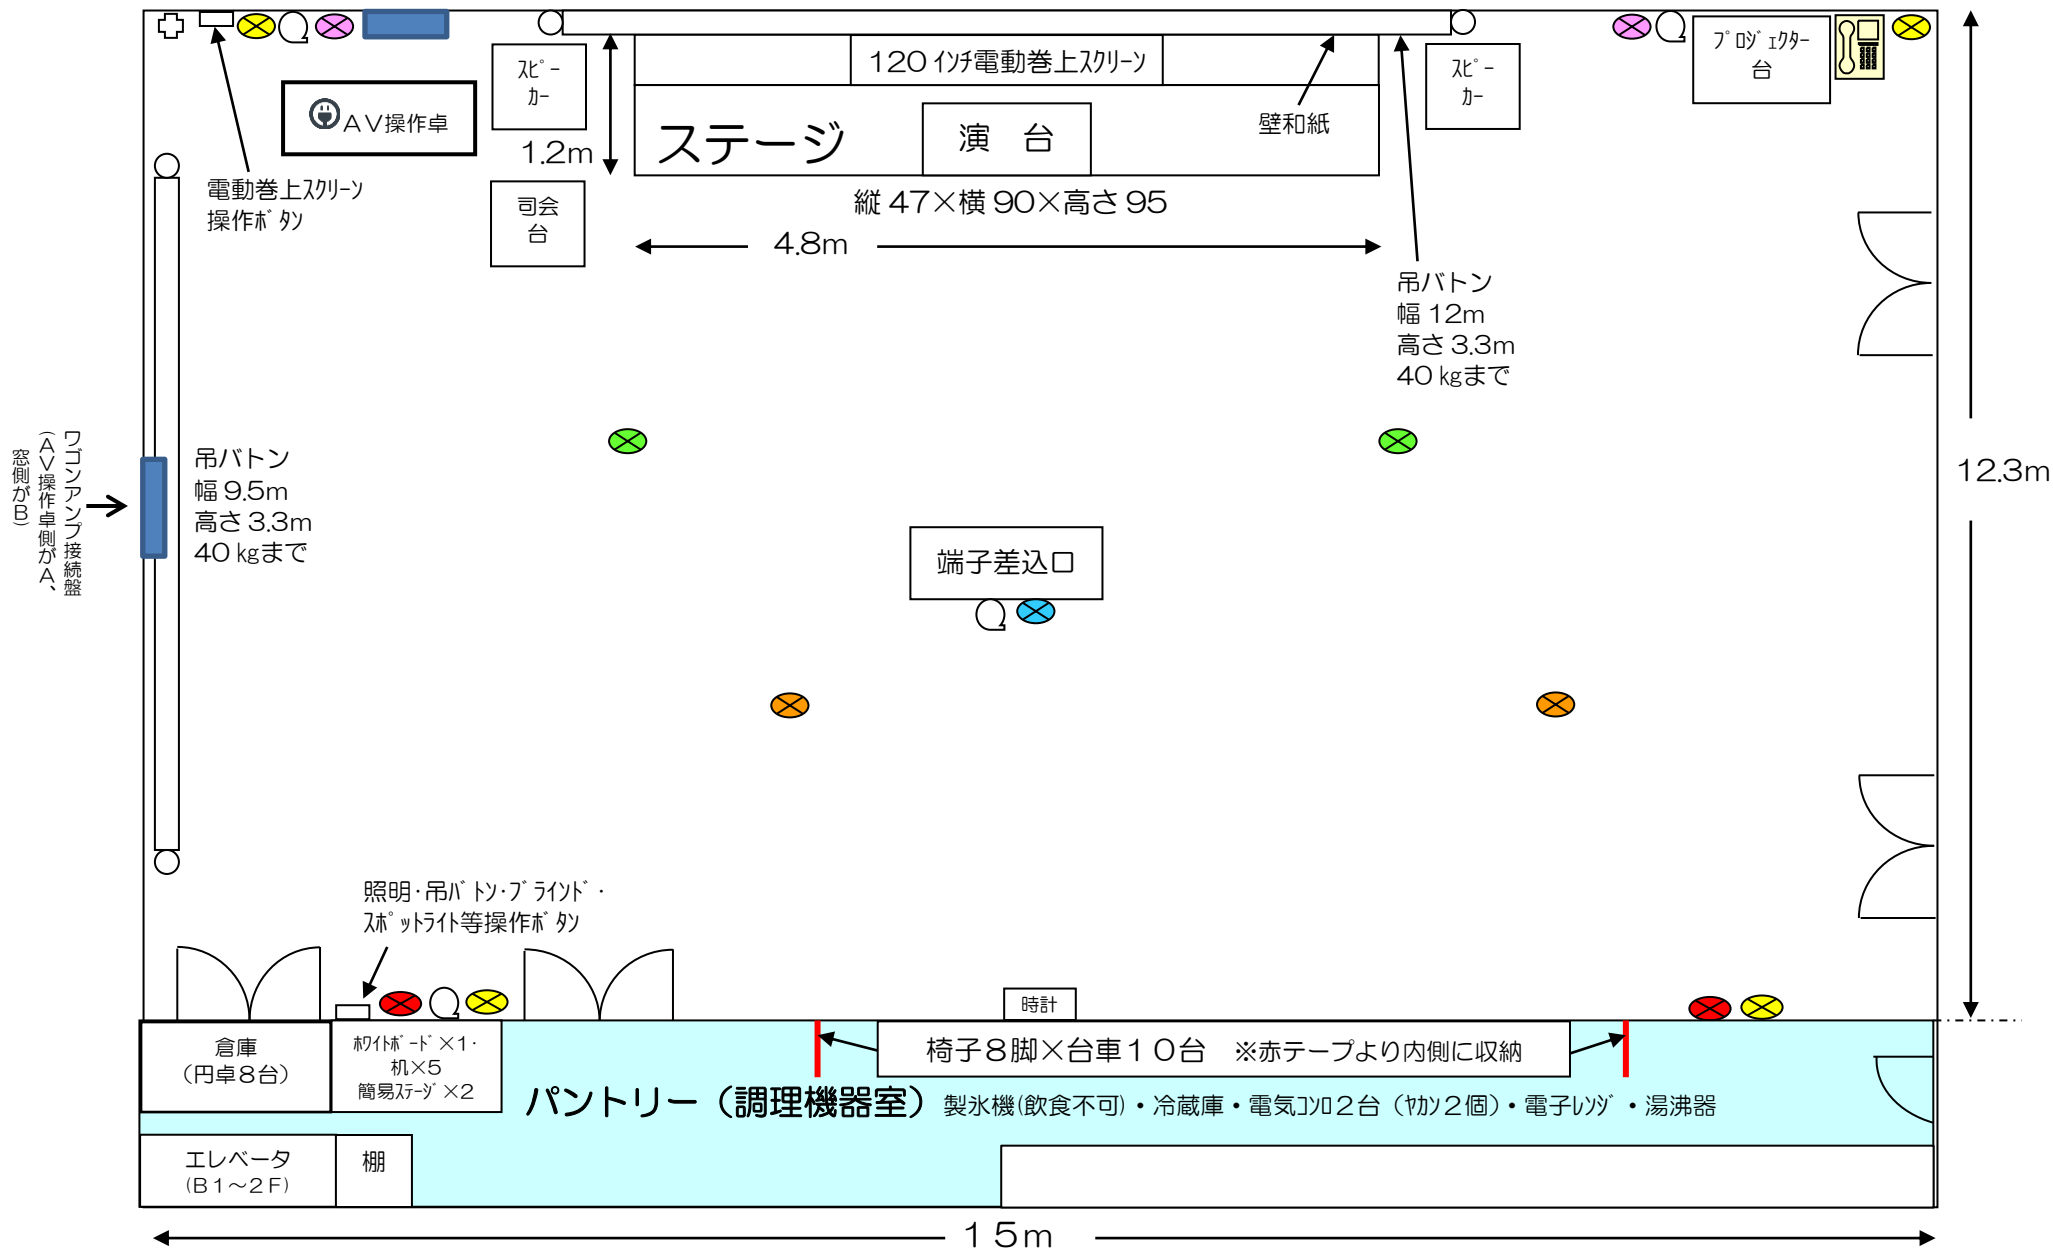 120ｲﾝﾁ電動巻上ｽｸﾘｰﾝ
ﾌﾟﾛｼﾞｪｸﾀｰ
台
ｽﾋﾟｰ
ｶｰ
ｽﾋﾟｰ
ｶｰ
ＡＶ操作卓
ステージ
演　台
壁和紙
1.2m
電動巻上ｽｸﾘｰﾝ
操作ﾎﾞﾀﾝ
司会
台
縦47×横90×高さ95
4.8m
吊バトン
幅12m
高さ3.3m
40㎏まで
12.3m
ワゴンアンプ接続盤
（ＡＶ操作卓側がＡ、
窓側がＢ）
吊バトン
幅9.5m
高さ3.3m
40㎏まで
端子差込口
照明・吊ﾊﾞﾄﾝ・ﾌﾞﾗｲﾝﾄﾞ・
ｽﾎﾟｯﾄﾗｲﾄ等操作ﾎﾞﾀﾝ
時計
倉庫
（円卓８台）
ﾎﾜｲﾄﾎﾞｰﾄﾞ×1・
机×5
簡易ｽﾃｰｼﾞ×2
椅子８脚×台車１０台　※赤テープより内側に収納
パントリー（調理機器室）製氷機(飲食不可)・冷蔵庫・電気ｺﾝﾛ２台（ﾔｶﾝ２個）・電子ﾚﾝｼﾞ・湯沸器
エレベータ
(Ｂ１～２Ｆ)
棚
１５m